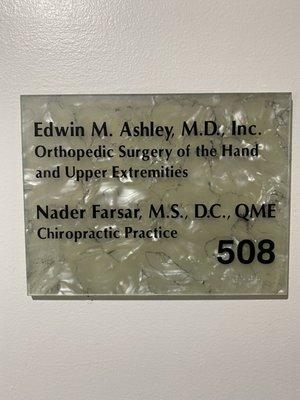 Edwin M. Ashley, M.D., Inc.
Orthopedic Surgery of the Hand
and Upper Extremities
Nader Farsar, M.S., D.C., QME
Chiropractic Practice
508